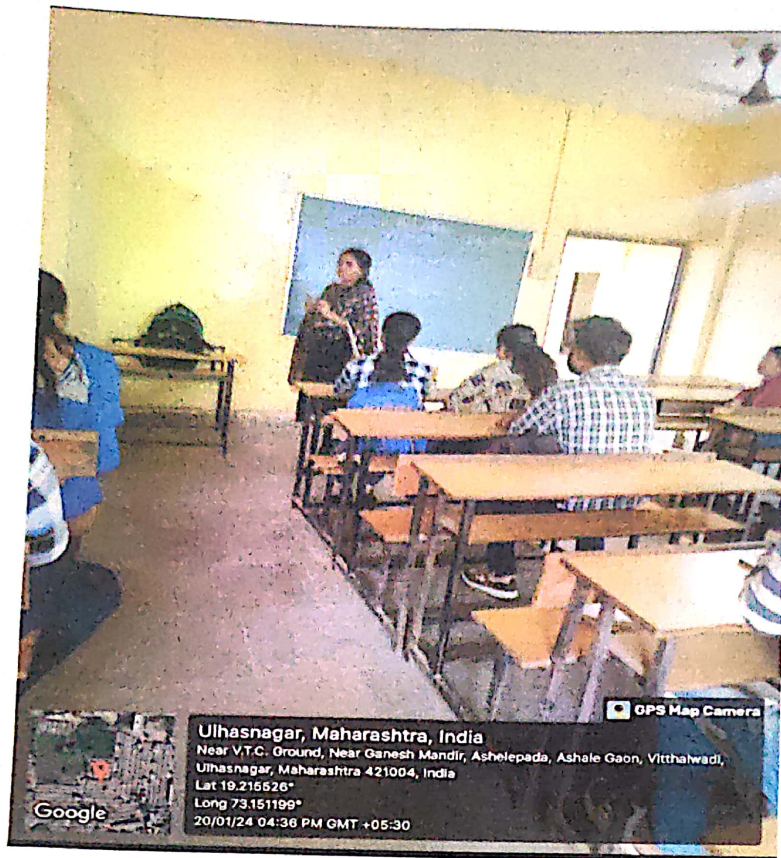 GPS Map Camera
Ulhasnagar, Maharashtra, India
Near V.T.C. Ground, Near Ganesh Mandir, Ashelepada, Ashale Gaon, Vitthalwadi,
Ulhasnagar, Maharashtra 421004, India
Lat 19.215526°
Long 73.151199°
20/01/24 04:36 PM GMT +05:30
Google